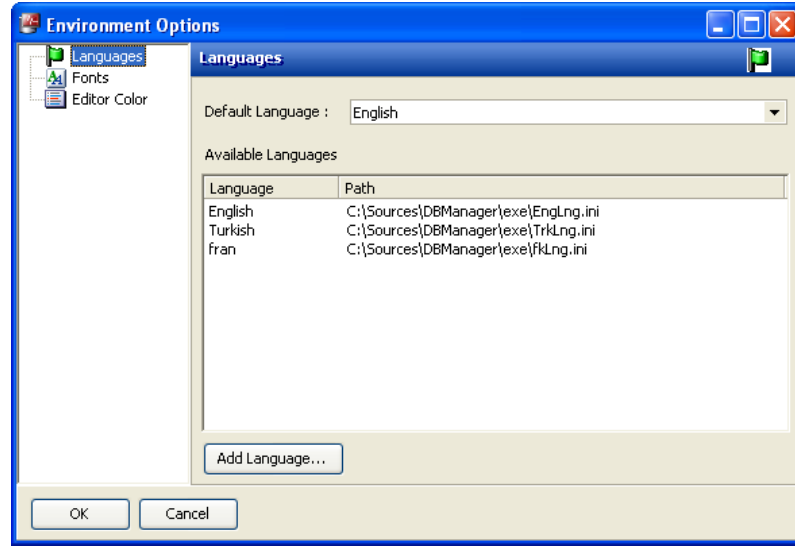 Environment Options
Languages
Fonts
Editor Color
Languages
Default Language : English
Available Languages
Language Path
English C:\Sources\DBManager\exe\EngLng.ini
Turkish C:\Sources\DBManager\exe\TrkLng.ini
fran C:\Sources\DBManager\exe\fkLng.ini
Add Language...
OK Cancel